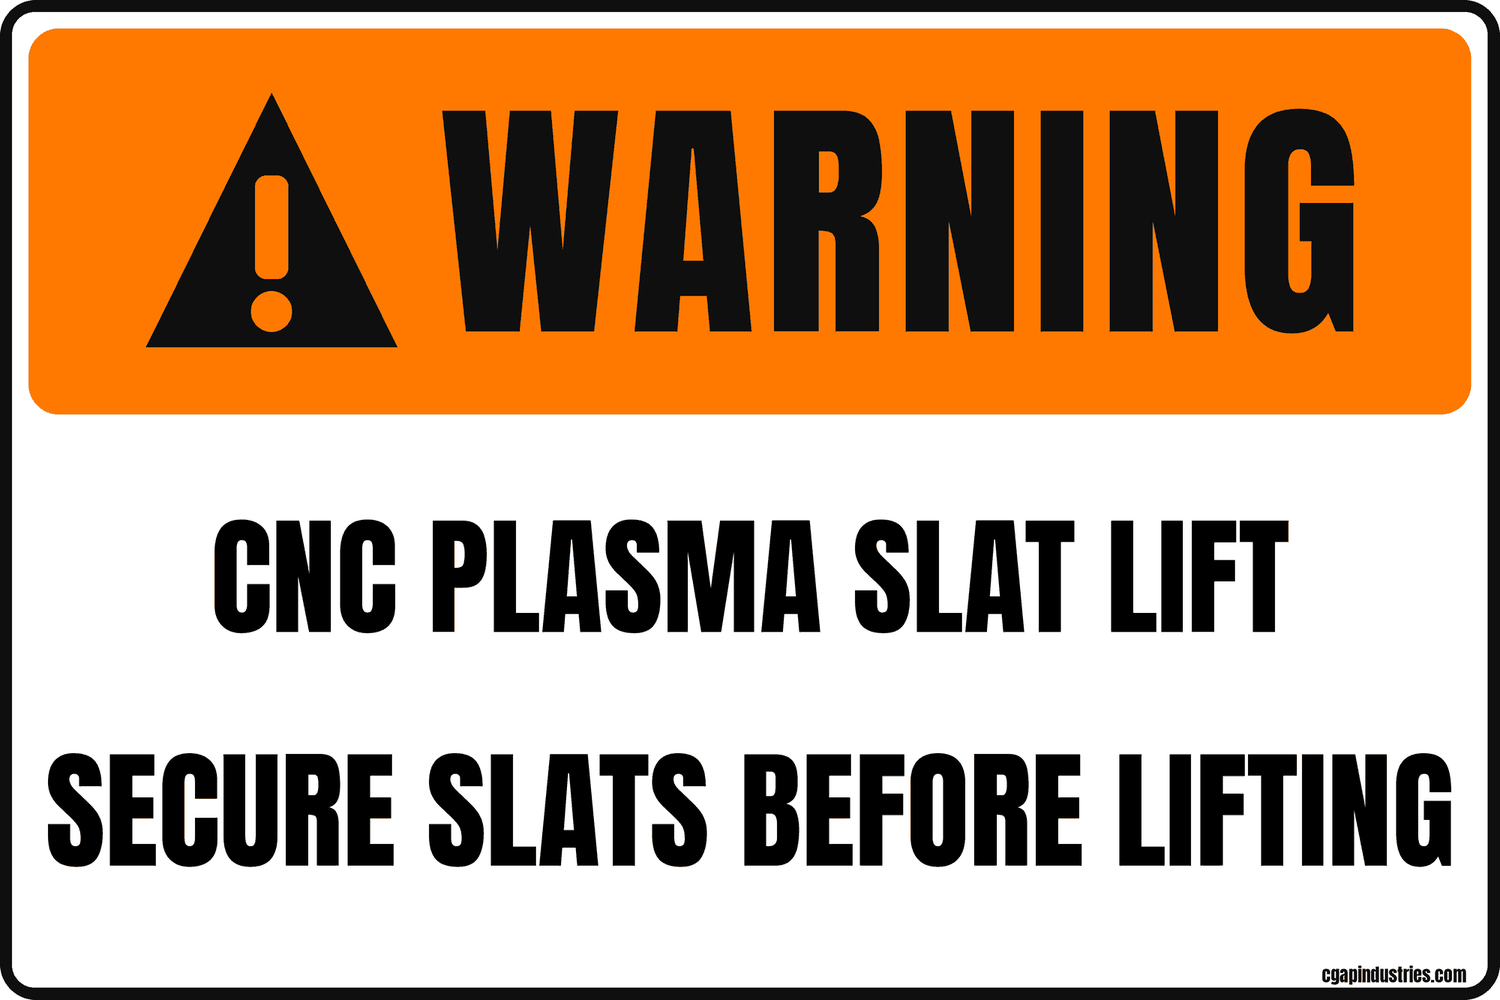 WARNING
CNC PLASMA SLAT LIFT
SECURE SLATS BEFORE LIFTING
cgapindustries.com